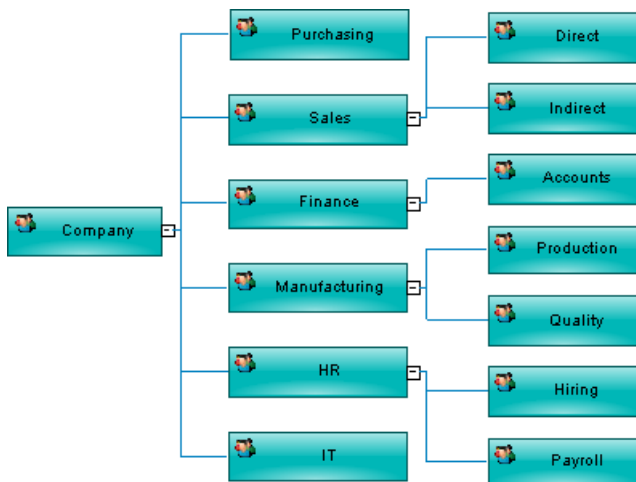 Company
Purchasing
Sales
Direct
Indirect
Finance
Accounts
Manufacturing
Production
Quality
HR
Hiring
Payroll
IT